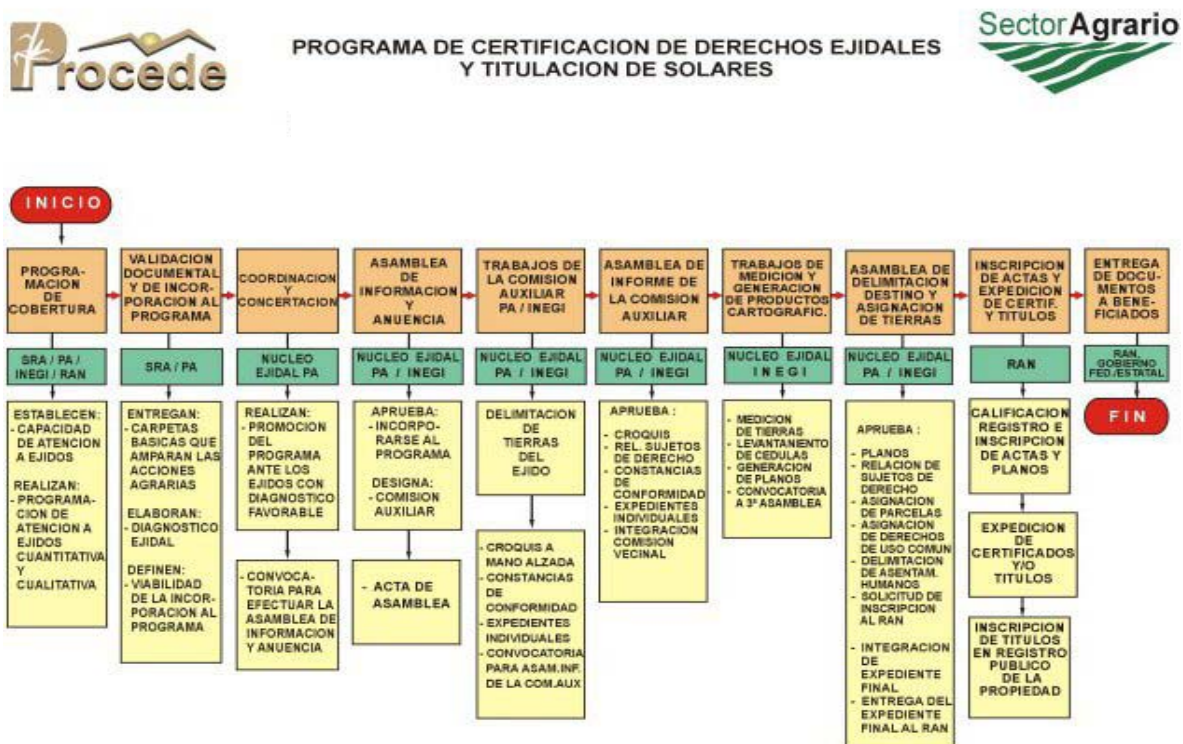 Procede
PROGRAMA DE CERTIFICACION DE DERECHOS EJIDALES
Y TITULACION DE SOLARES
Sector Agrario
INICIO
PROGRA-
MACION
DE
COBERTURA
SRA / PA /
INEGI / RAN
ESTABLECEN:
- CAPACIDAD
DE ATENCION
A EJIDOS
REALIZAN:
- PROGRAMA-
CION DE
ATENCION A
EJIDOS
CUANTITATIVA
Y
CUALITATIVA
VALIDACION
DOCUMENTAL
Y DE INCOR-
PORACION AL
PROGRAMA
SRA / PA
ENTREGAN:
- CARPETAS
BASICAS QUE
AMPARAN LAS
ACCIONES
AGRARIAS
ELABORAN:
- DIAGNOSTICO
EJIDAL
DEFINEN:
- VIABILIDAD
DE LA INCOR-
PORACION AL
PROGRAMA
COORDINACION
Y
CONCERTACION
NUCLEO
EJIDAL PA
REALIZAN:
- PROMOCION
DEL
PROGRAMA
ANTE LOS
EJIDOS CON
DIAGNOSTICO
FAVORABLE
- CONVOCA-
TORIA PARA
EFECTUAR LA
ASAMBLEA DE
INFORMACION
Y ANUENCIA
ASAMBLEA
DE
INFORMACION
Y
ANUENCIA
NUCLEO EJIDAL
PA / INEGI
APRUEBA:
- INCORPO-
RARSE AL
PROGRAMA
DESIGNA:
- COMISION
AUXILIAR
- ACTA DE
ASAMBLEA
TRABAJOS DE
LA COMISION
AUXILIAR
PA / INEGI
NUCLEO EJIDAL
PA / INEGI
DELIMITACION
DE
TIERRAS
DEL
EJIDO
- CROQUIS A
MANO ALZADA
- CONSTANCIAS
DE
CONFORMIDAD
- EXPEDIENTES
INDIVIDUALES
- CONVOCATORIA
PARA ASAM.INF.
DE LA COM.AUX
ASAMBLEA DE
INFORME DE
LA COMISION
AUXILIAR
NUCLEO EJIDAL
PA / INEGI
APRUEBA :
- CROQUIS
- REL. SUJETOS
DE DERECHO
- CONSTANCIAS
DE
CONFORMIDAD
- EXPEDIENTES
INDIVIDUALES
- INTEGRACION
COMISION
VECINAL
TRABAJOS DE
MEDICION Y
GENERACION
DE PRODUCTOS
CARTOGRAFIC.
NUCLEO EJIDAL
INEGI
- MEDICION
DE TIERRAS
- LEVANTAMIENTO
DE CEDULAS
- GENERACION
DE PLANOS
- CONVOCATORIA
A 3ª ASAMBLEA
ASAMBLEA DE
DELIMITACION
DESTINO Y
ASIGNACION
DE TIERRAS
NUCLEO EJIDAL
PA / INEGI
APRUEBA :
- PLANOS
- RELACION DE
SUJETOS DE
DERECHO
- ASIGNACION
DE PARCELAS
- ASIGNACION
DE DERECHOS
DE USO COMUN
- DELIMITACION
DE ASENTAM.
HUMANOS
- SOLICITUD DE
INSCRIPCION
AL RAN
- INTEGRACION
DE
EXPEDIENTE
FINAL
- ENTREGA DEL
EXPEDIENTE
FINAL AL RAN
INSCRIPCION
DE ACTAS Y
EXPEDICION
DE CERTIF.
Y TITULOS
RAN
CALIFICACION
REGISTRO E
INSCRIPCION
DE ACTAS Y
PLANOS
EXPEDICION
DE
CERTIFICADOS
Y/O
TITULOS
INSCRIPCION
DE TITULOS
EN REGISTRO
PUBLICO
DE LA
PROPIEDAD
ENTREGA
DE DOCU-
MENTOS
A BENE-
FICIADOS
RAN,
GOBIERNO
FED./ESTATAL
FIN